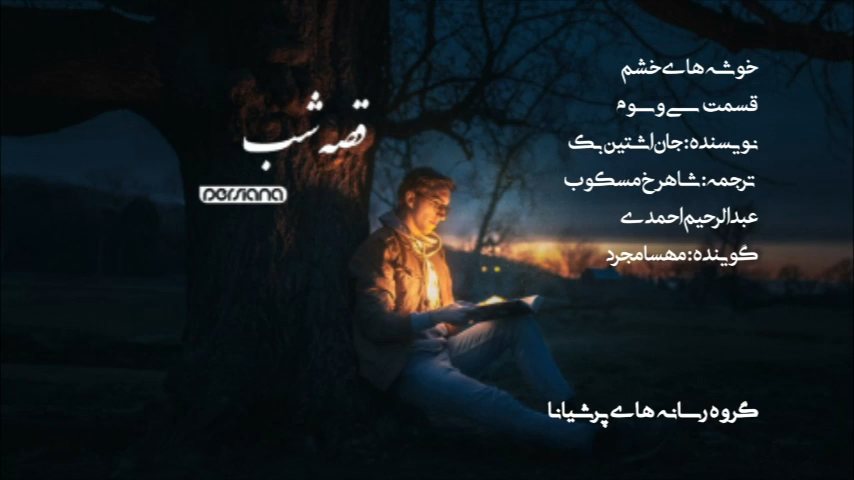 خوشه های خشم
قسمت سی و سوم
نویسنده: جان اشتین بک
ترجمه: شاهرخ مسکوب
عبدالرحیم احمدی
گوینده: مهسا مجرد
قصه شب
persiana
گروه رسانه های پرشیانا